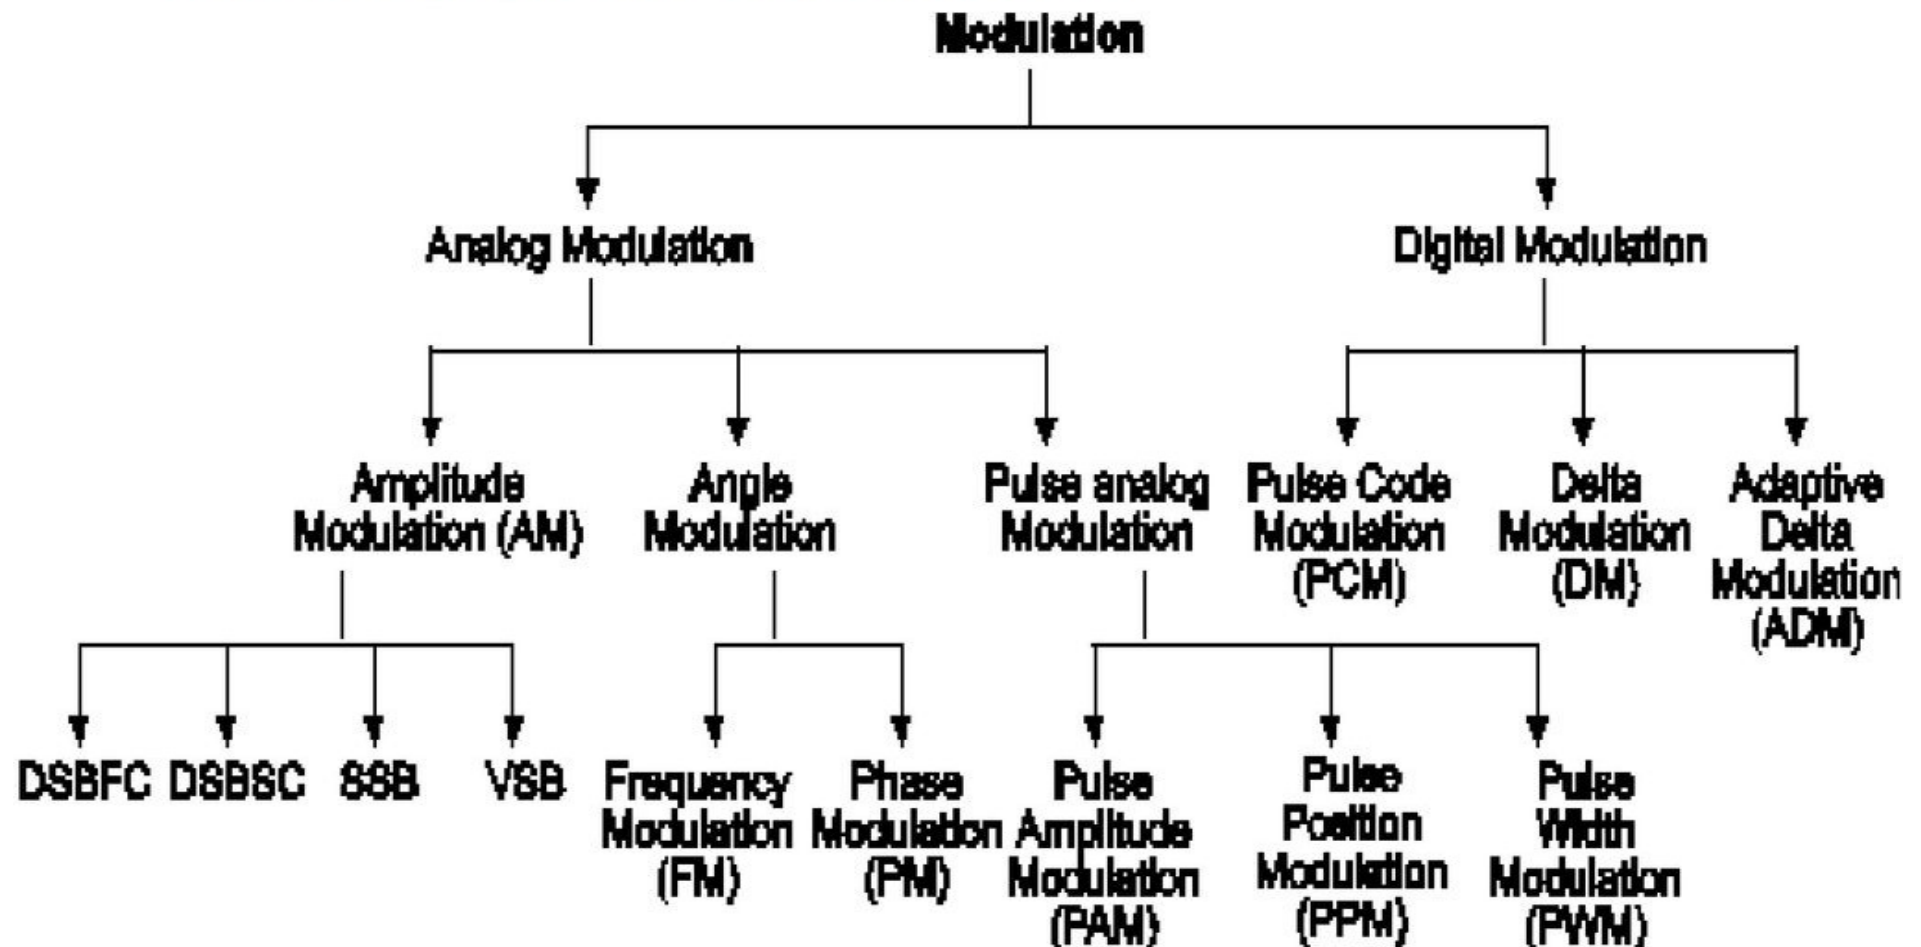 Modulation
Analog Modulation
Digital Modulation
Amplitude
Modulation (AM)
Angle
Modulation
Pulse analog
Modulation
Pulse Code
Modulation
(PCM)
Delta
Modulation
(DM)
Adaptive
Delta
Modulation
(ADM)
DSBFC
DSBSC
SSB
VSB
Frequency
Modulation
(FM)
Phase
Modulation
(PM)
Pulse
Amplitude
Modulation
(PAM)
Pulse
Position
Modulation
(PPM)
Pulse
Width
Modulation
(PWM)